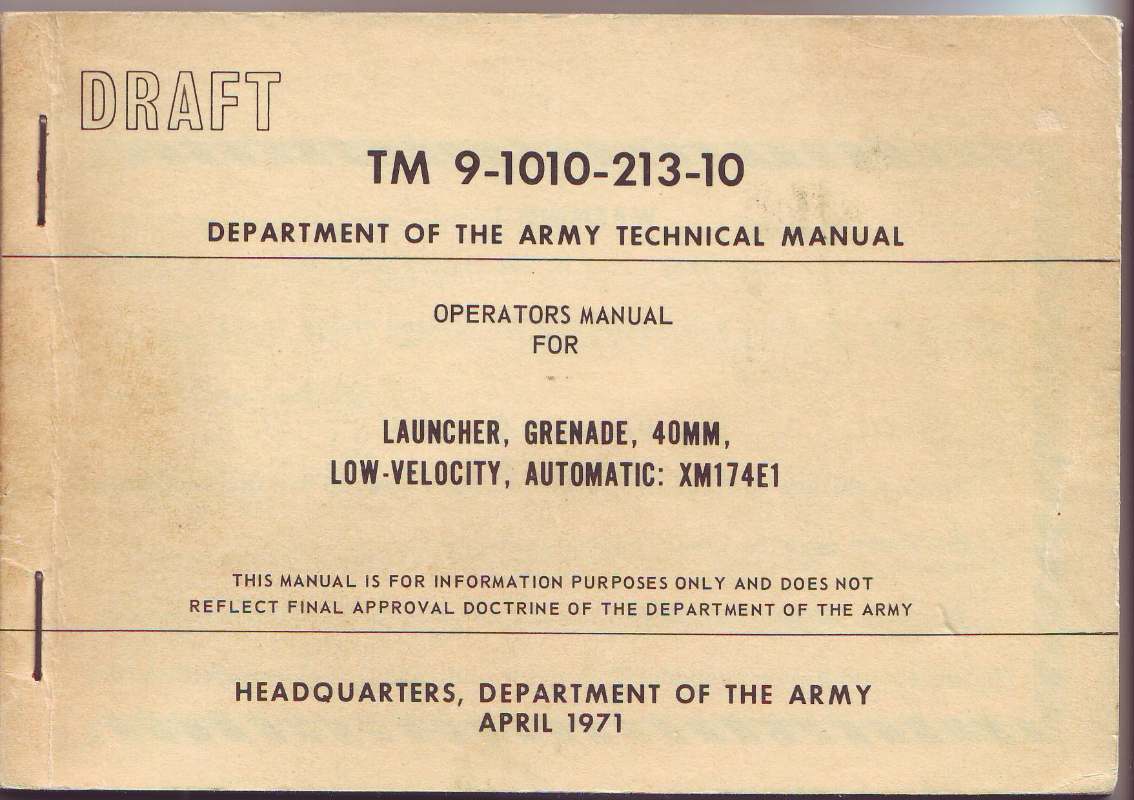 DRAFT
TM 9-1010-213-10
DEPARTMENT OF THE ARMY TECHNICAL MANUAL
OPERATORS MANUAL
FOR
LAUNCHER, GRENADE, 40MM,
LOW-VELOCITY, AUTOMATIC: XM174E1
THIS MANUAL IS FOR INFORMATION PURPOSES ONLY AND DOES NOT
REFLECT FINAL APPROVAL DOCTRINE OF THE DEPARTMENT OF THE ARMY
HEADQUARTERS, DEPARTMENT OF THE ARMY
APRIL 1971